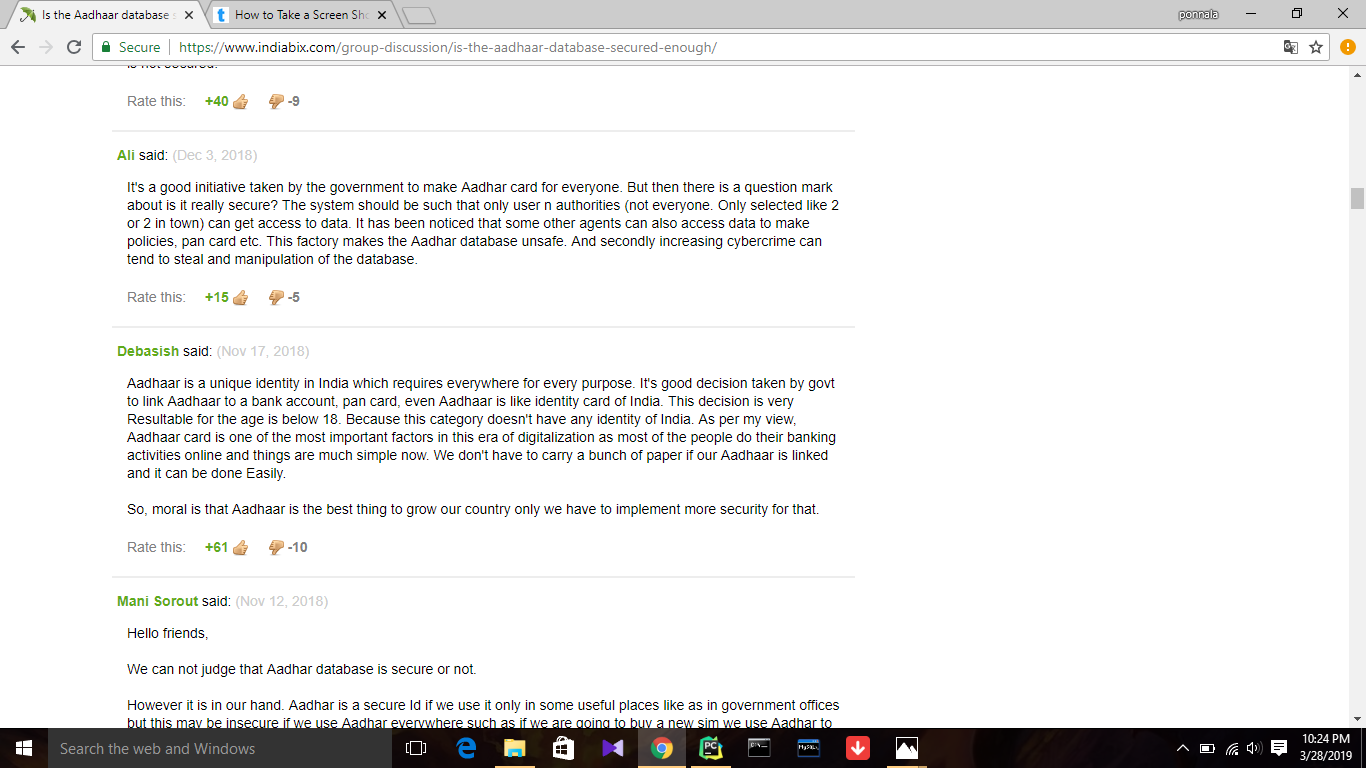 Is the Aadhaar database s
How to Take a Screen Sho
ponnala
Secure
https://www.indiabix.com/group-discussion/is-the-aadhaar-database-secured-enough/
is not secured.
Rate this: +40 -9
Ali said: (Dec 3, 2018)
It's a good initiative taken by the government to make Aadhar card for everyone. But then there is a question mark
about is it really secure? The system should be such that only user n authorities (not everyone. Only selected like 2
or 2 in town) can get access to data. It has been noticed that some other agents can also access data to make
policies, pan card etc. This factory makes the Aadhar database unsafe. And secondly increasing cybercrime can
tend to steal and manipulation of the database.
Rate this: +15 -5
Debasish said: (Nov 17, 2018)
Aadhaar is a unique identity in India which requires everywhere for every purpose. It's good decision taken by govt
to link Aadhaar to a bank account, pan card, even Aadhaar is like identity card of India. This decision is very
Resultable for the age is below 18. Because this category doesn't have any identity of India. As per my view,
Aadhaar card is one of the most important factors in this era of digitalization as most of the people do their banking
activities online and things are much simple now. We don't have to carry a bunch of paper if our Aadhaar is linked
and it can be done Easily.
So, moral is that Aadhaar is the best thing to grow our country only we have to implement more security for that.
Rate this: +61 -10
Mani Sorout said: (Nov 12, 2018)
Hello friends,
We can not judge that Aadhar database is secure or not.
However it is in our hand. Aadhar is a secure Id if we use it only in some useful places like as in government offices
but this may be insecure if we use Aadhar everywhere such as if we are going to buy a new sim we use Aadhar to
Search the web and Windows
10:24 PM
3/28/2019